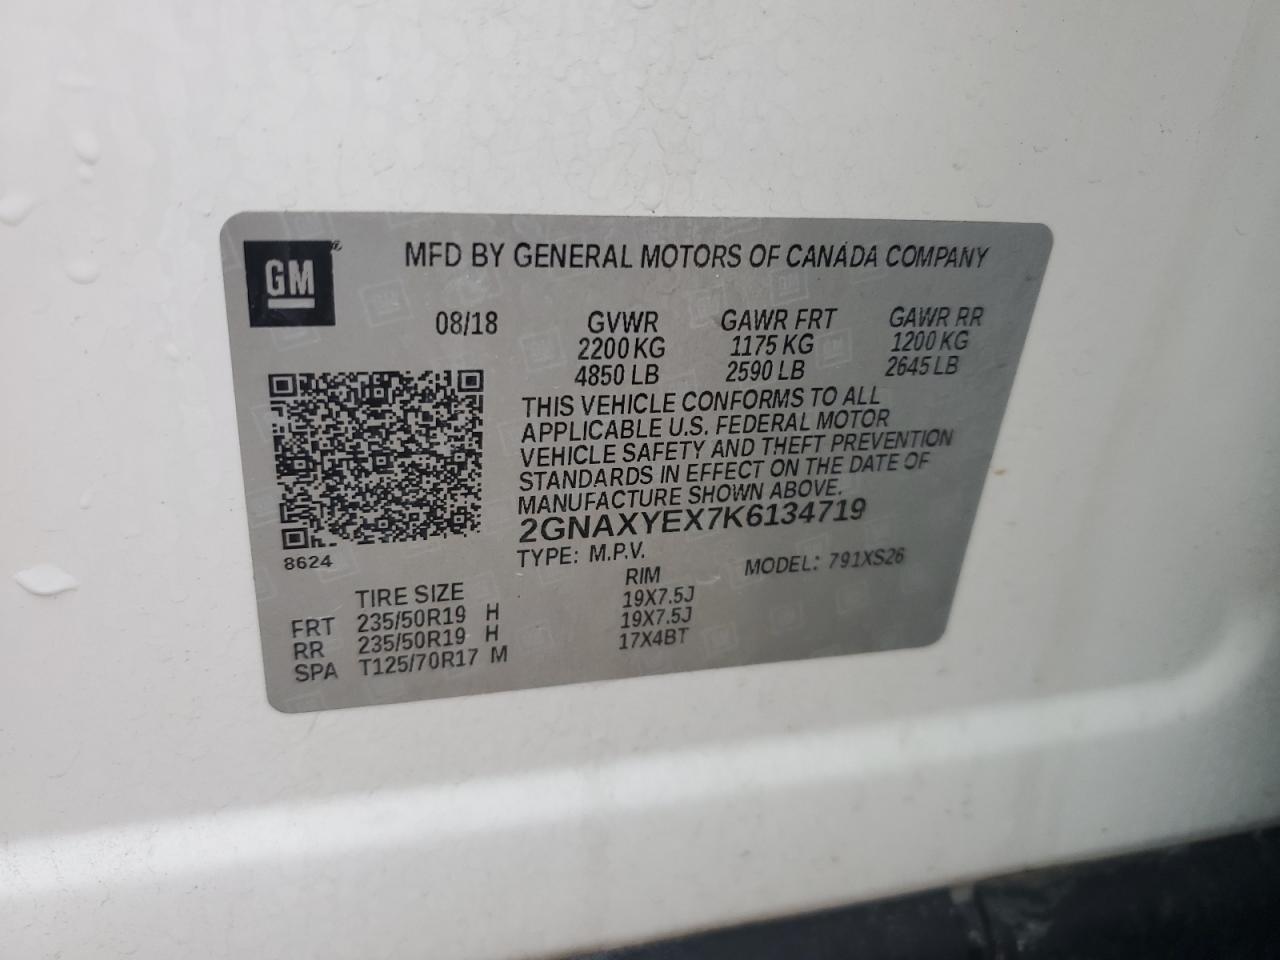 GM ®
MFD BY GENERAL MOTORS OF CANADA COMPANY
08/18 GVWR GAWR FRT GAWR RR
2200 KG 1175 KG 1200 KG
4850 LB 2590 LB 2645 LB
THIS VEHICLE CONFORMS TO ALL
APPLICABLE U.S. FEDERAL MOTOR
VEHICLE SAFETY AND THEFT PREVENTION
STANDARDS IN EFFECT ON THE DATE OF
MANUFACTURE SHOWN ABOVE.
2GNAXYEX7K6134719
8624 TYPE: M.P.V. MODEL: 791XS26
TIRE SIZE RIM
FRT 235/50R19 H 19X7.5J
RR 235/50R19 H 19X7.5J
SPA T125/70R17 M 17X4BT